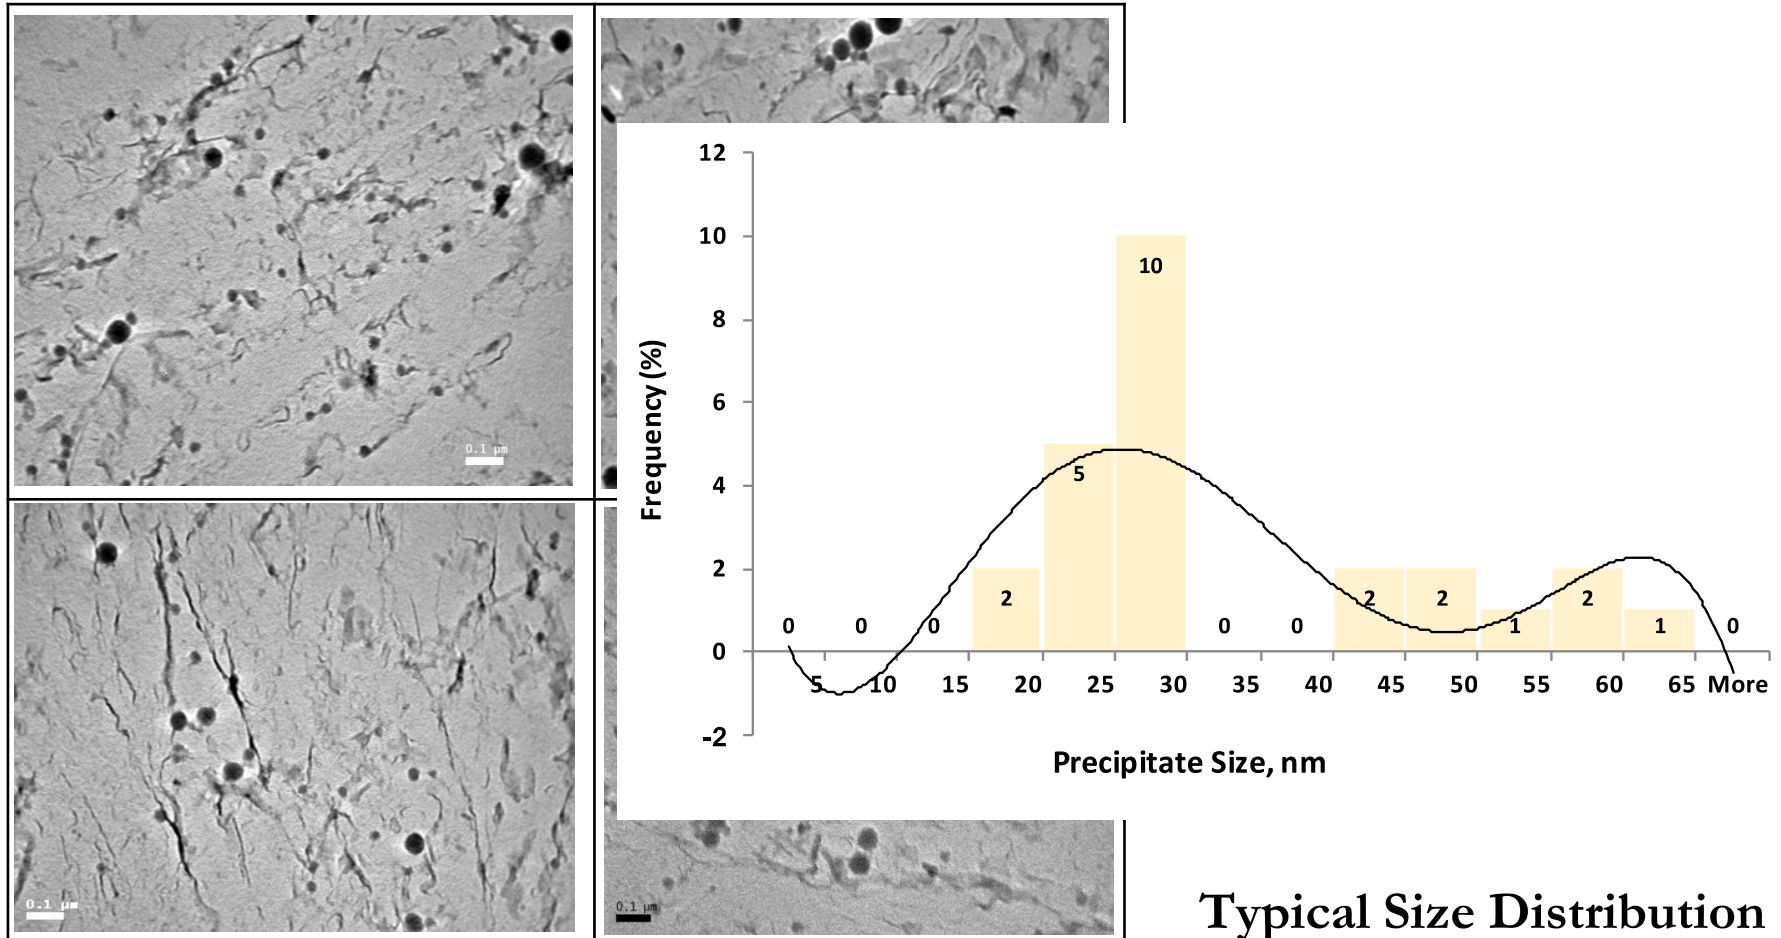 0.1 µm
0.1 µm
0.1 µm
12
10
8
6
4
2
0
-2
Frequency (%)
0 0 0 2 5 10 0 0 2 2 1 2 1 0
5 10 15 20 25 30 35 40 45 50 55 60 65 More
Precipitate Size, nm
Typical Size Distribution